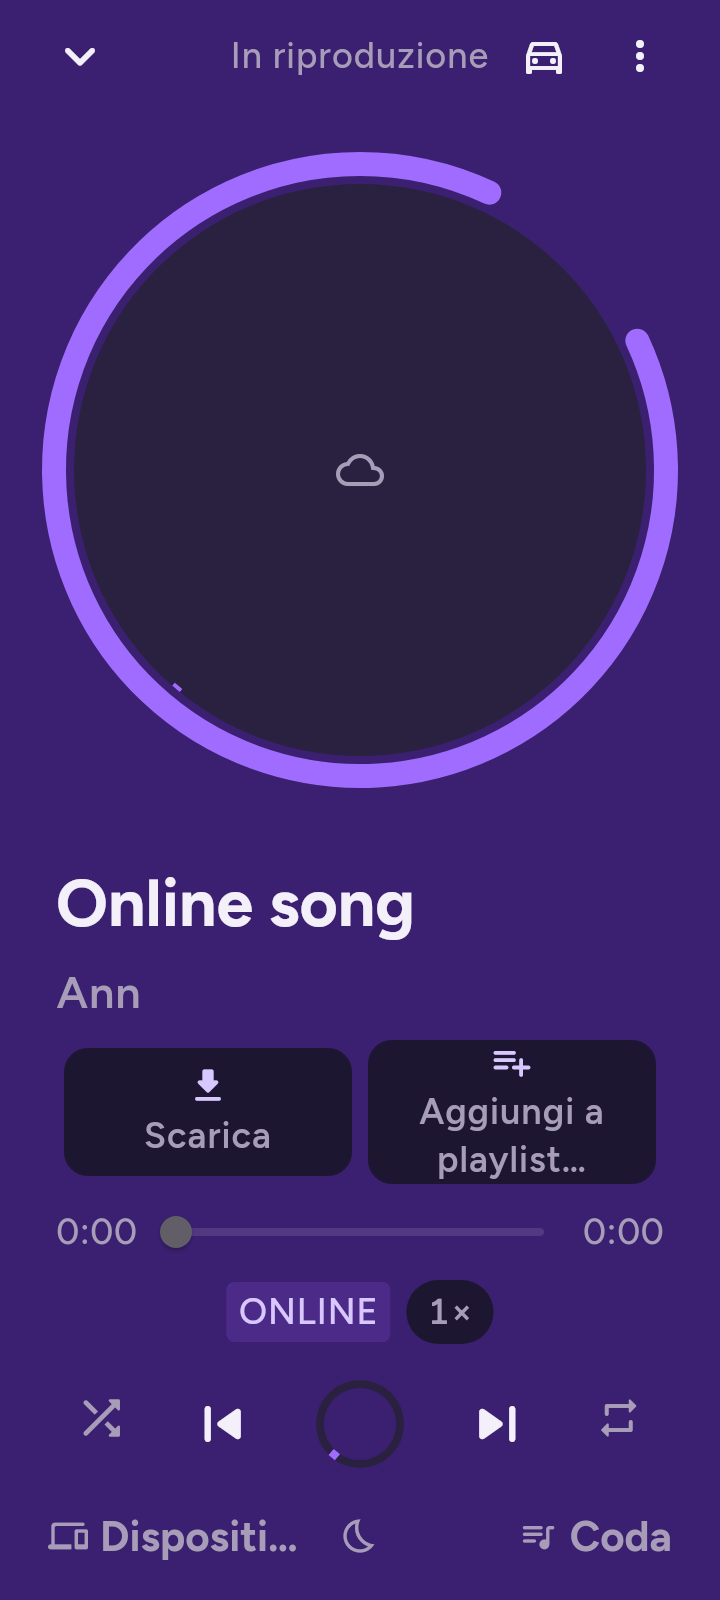 In riproduzione
Online song
Ann
Scarica
Aggiungi a
playlist…
0:00
0:00
ONLINE
1×
Dispositi…
Coda